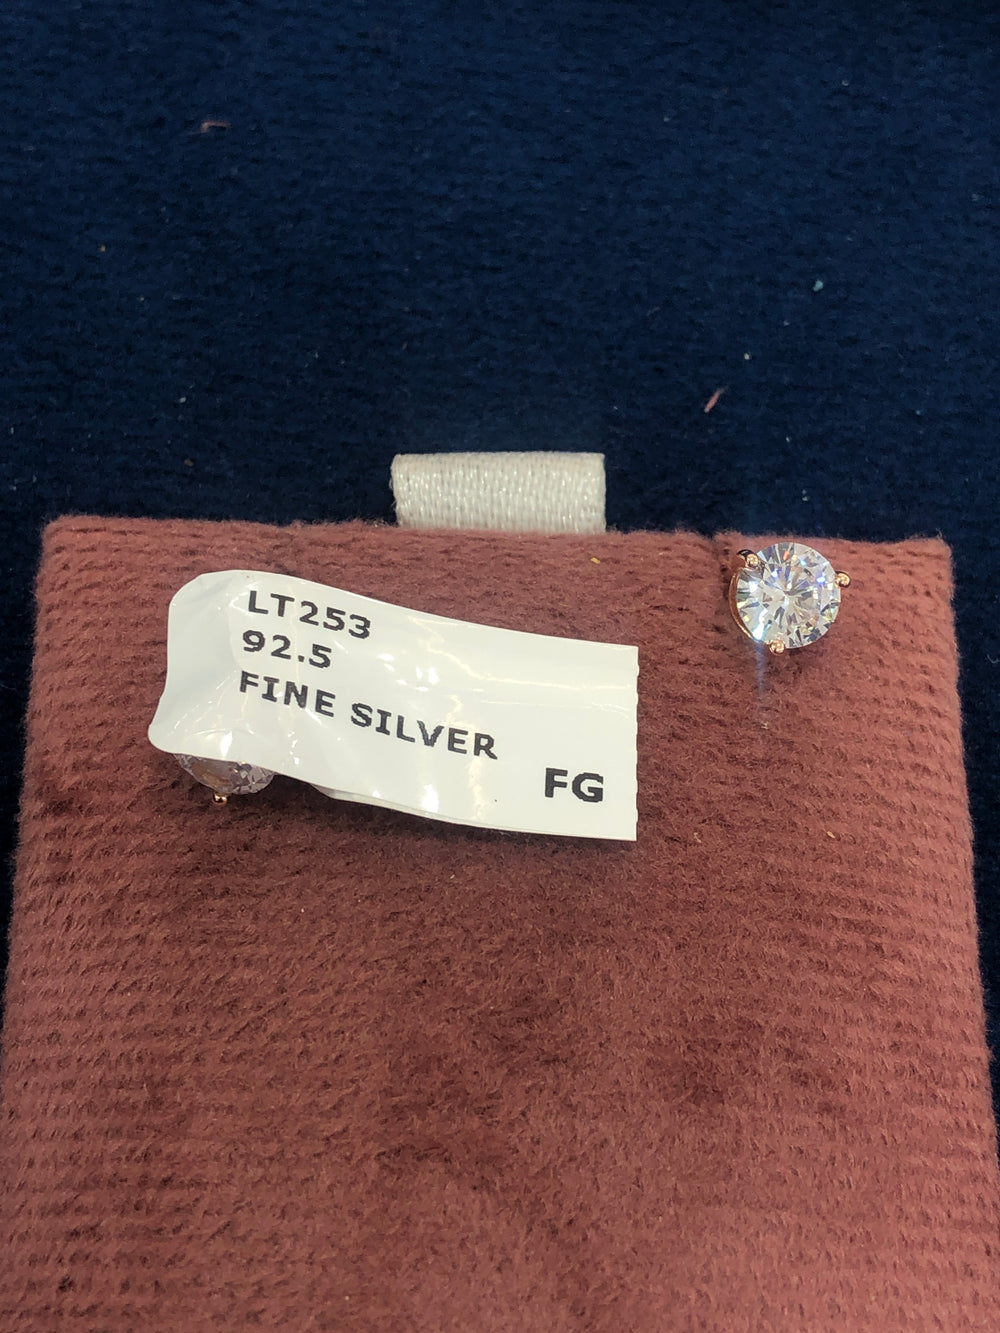 LT253
92.5
FINE SILVER
FG